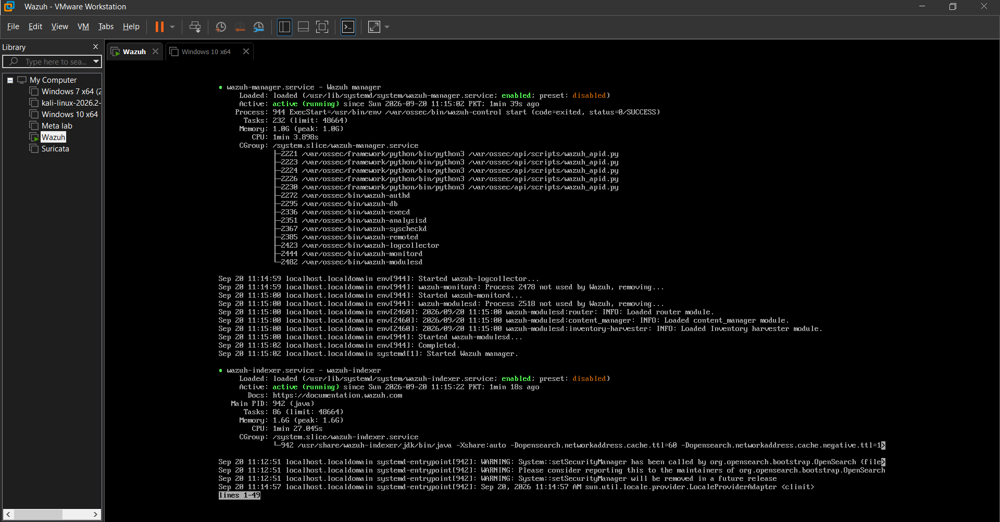 Wazuh - VMware Workstation
File Edit View VM Tabs Help
Library
Type here to sea...
My Computer
Windows 7 x64 (2
kali-linux-2026.2-
Windows 10 x64
Meta lab
Wazuh
Suricata
Wazuh
Windows 10 x64
● wazuh-manager.service - Wazuh manager
Loaded: loaded (/usr/lib/systemd/system/wazuh-manager.service; enabled; preset: disabled)
Active: active (running) since Sun 2026-09-20 11:15:02 PKT; 1min 39s ago
Process: 944 ExecStart=/usr/bin/env /var/ossec/bin/wazuh-control start (code=exited, status=0/SUCCESS)
Tasks: 232 (limit: 48664)
Memory: 1.0G (peak: 1.0G)
CPU: 1min 3.898s
CGroup: /system.slice/wazuh-manager.service
├─2221 /var/ossec/framework/python/bin/python3 /var/ossec/api/scripts/wazuh_apid.py
├─2223 /var/ossec/framework/python/bin/python3 /var/ossec/api/scripts/wazuh_apid.py
├─2224 /var/ossec/framework/python/bin/python3 /var/ossec/api/scripts/wazuh_apid.py
├─2226 /var/ossec/framework/python/bin/python3 /var/ossec/api/scripts/wazuh_apid.py
├─2230 /var/ossec/framework/python/bin/python3 /var/ossec/api/scripts/wazuh_apid.py
├─2272 /var/ossec/bin/wazuh-authd
├─2295 /var/ossec/bin/wazuh-db
├─2336 /var/ossec/bin/wazuh-execd
├─2351 /var/ossec/bin/wazuh-analysisd
├─2367 /var/ossec/bin/wazuh-syscheckd
├─2385 /var/ossec/bin/wazuh-remoted
├─2423 /var/ossec/bin/wazuh-logcollector
├─2444 /var/ossec/bin/wazuh-monitord
└─2482 /var/ossec/bin/wazuh-modulesd
Sep 20 11:14:59 localhost.localdomain env[944]: Started wazuh-logcollector...
Sep 20 11:14:59 localhost.localdomain env[944]: wazuh-monitord: Process 2478 not used by Wazuh, removing...
Sep 20 11:15:00 localhost.localdomain env[944]: Started wazuh-monitord...
Sep 20 11:15:00 localhost.localdomain env[944]: wazuh-modulesd: Process 2518 not used by Wazuh, removing...
Sep 20 11:15:00 localhost.localdomain env[2460]: 2026/09/20 11:15:00 wazuh-modulesd:router: INFO: Loaded router module.
Sep 20 11:15:00 localhost.localdomain env[2460]: 2026/09/20 11:15:00 wazuh-modulesd:content_manager: INFO: Loaded content_manager module.
Sep 20 11:15:00 localhost.localdomain env[2460]: 2026/09/20 11:15:00 wazuh-modulesd:inventory-harvester: INFO: Loaded Inventory harvester module.
Sep 20 11:15:00 localhost.localdomain env[944]: Started wazuh-modulesd...
Sep 20 11:15:02 localhost.localdomain env[944]: Completed.
Sep 20 11:15:02 localhost.localdomain systemd[1]: Started Wazuh manager.
● wazuh-indexer.service - wazuh-indexer
Loaded: loaded (/usr/lib/systemd/system/wazuh-indexer.service; enabled; preset: disabled)
Active: active (running) since Sun 2026-09-20 11:15:22 PKT; 1min 18s ago
Docs: https://documentation.wazuh.com
Main PID: 942 (java)
Tasks: 86 (limit: 48664)
Memory: 1.6G (peak: 1.6G)
CPU: 1min 27.045s
CGroup: /system.slice/wazuh-indexer.service
└─942 /usr/share/wazuh-indexer/jdk/bin/java -Xshare:auto -Dopensearch.networkaddress.cache.ttl=60 -Dopensearch.networkaddress.cache.negative.ttl=1>
Sep 20 11:12:51 localhost.localdomain systemd-entrypoint[942]: WARNING: System::setSecurityManager has been called by org.opensearch.bootstrap.OpenSearch (file>
Sep 20 11:12:51 localhost.localdomain systemd-entrypoint[942]: WARNING: Please consider reporting this to the maintainers of org.opensearch.bootstrap.OpenSearch
Sep 20 11:12:51 localhost.localdomain systemd-entrypoint[942]: WARNING: System::setSecurityManager will be removed in a future release
Sep 20 11:14:57 localhost.localdomain systemd-entrypoint[942]: Sep 20, 2026 11:14:57 AM sun.util.locale.provider.LocaleProviderAdapter <clinit>
lines 1-49